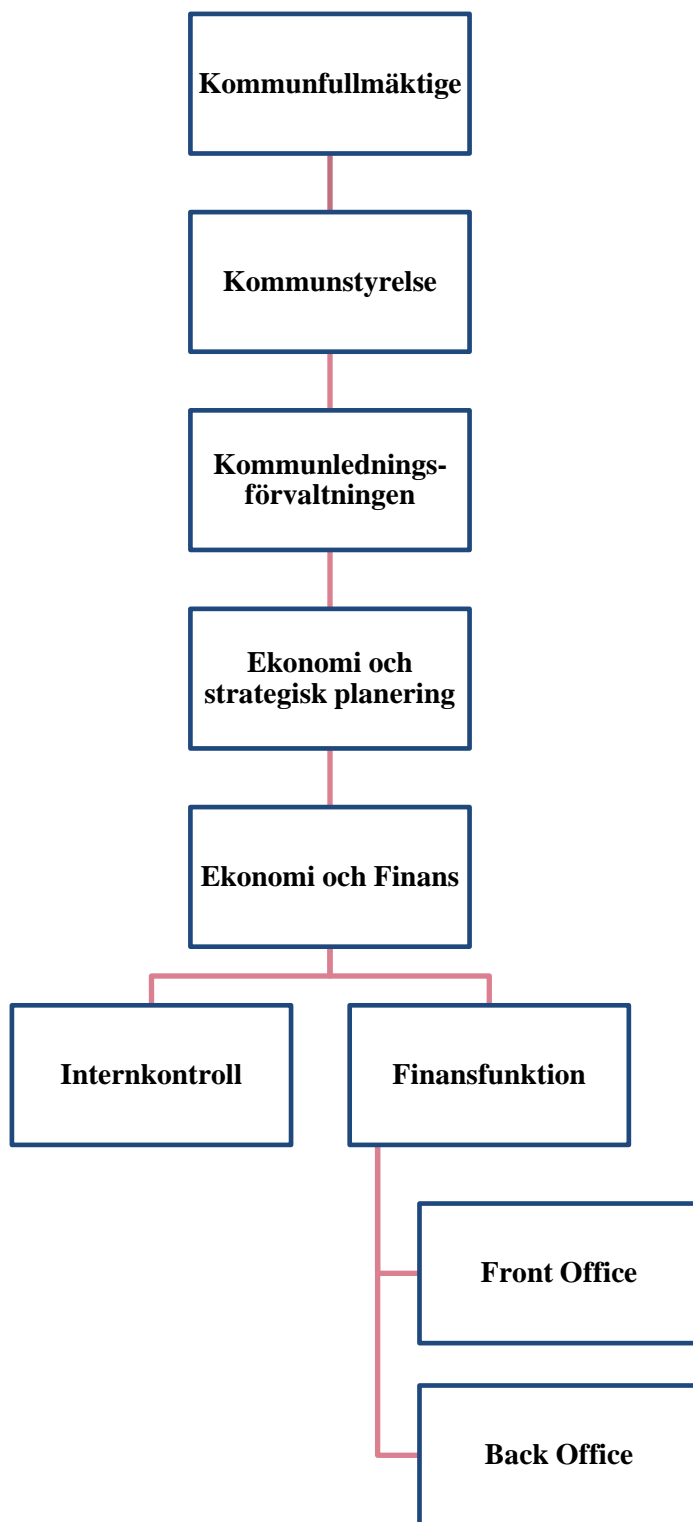 Kommunfullmäktige
Kommunstyrelse
Kommunlednings-
förvaltningen
Ekonomi och
strategisk planering
Ekonomi och Finans
Internkontroll
Finansfunktion
Front Office
Back Office